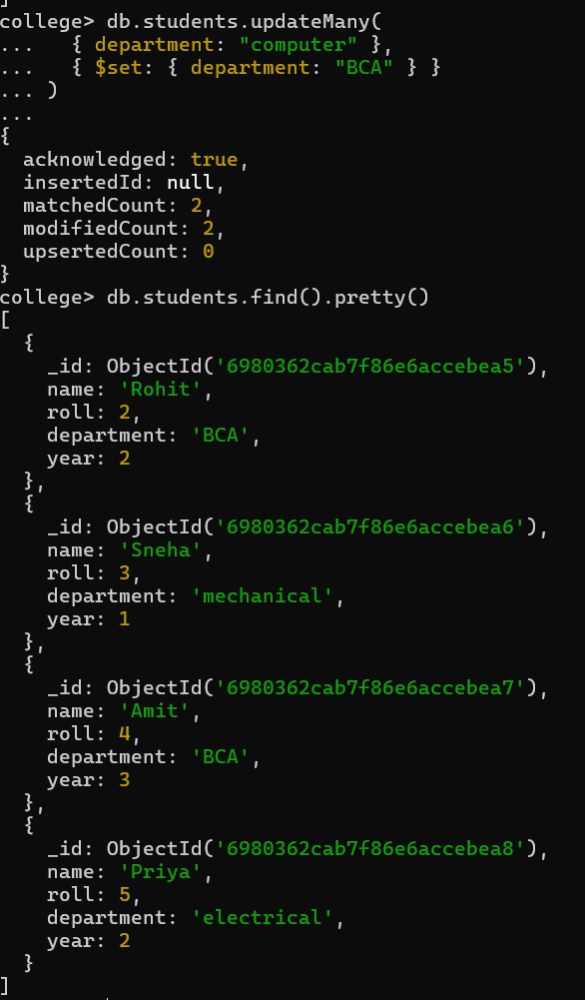 ]
college> db.students.updateMany(
...   { department: "computer" },
...   { $set: { department: "BCA" } }
... )
...
{
  acknowledged: true,
  insertedId: null,
  matchedCount: 2,
  modifiedCount: 2,
  upsertedCount: 0
}
college> db.students.find().pretty()
[
  {
    _id: ObjectId('6980362cab7f86e6accebea5'),
    name: 'Rohit',
    roll: 2,
    department: 'BCA',
    year: 2
  },
  {
    _id: ObjectId('6980362cab7f86e6accebea6'),
    name: 'Sneha',
    roll: 3,
    department: 'mechanical',
    year: 1
  },
  {
    _id: ObjectId('6980362cab7f86e6accebea7'),
    name: 'Amit',
    roll: 4,
    department: 'BCA',
    year: 3
  },
  {
    _id: ObjectId('6980362cab7f86e6accebea8'),
    name: 'Priya',
    roll: 5,
    department: 'electrical',
    year: 2
  }
]